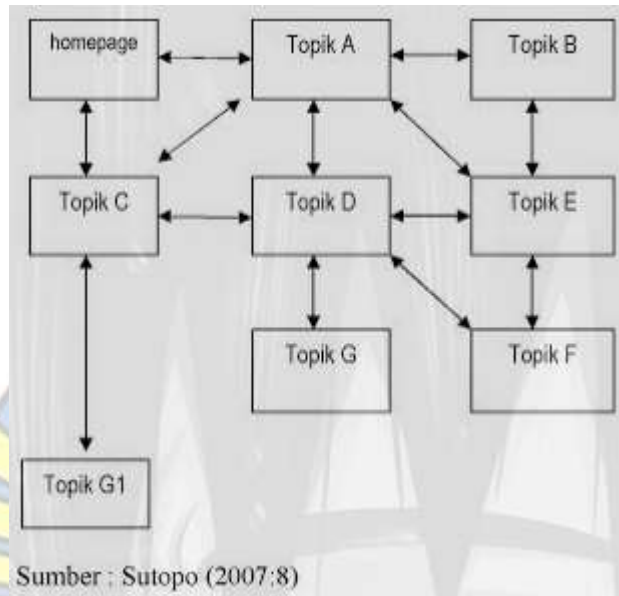 homepage
Topik A
Topik B
Topik C
Topik D
Topik E
Topik G
Topik F
Topik G1
Sumber : Sutopo (2007:8)